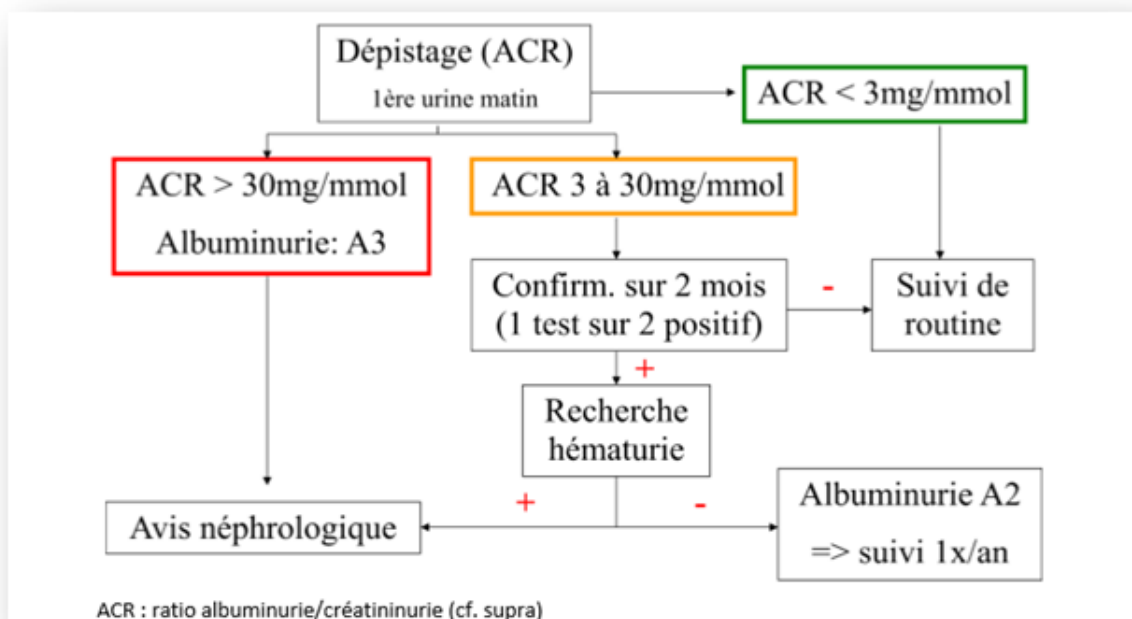 Dépistage (ACR)
1ère urine matin
ACR < 3mg/mmol
ACR > 30mg/mmol
Albuminurie: A3
ACR 3 à 30mg/mmol
Confirm. sur 2 mois
(1 test sur 2 positif)
-
Suivi de
routine
+
Recherche
hématurie
+
-
Avis néphrologique
Albuminurie A2
=> suivi 1x/an
ACR : ratio albuminurie/créatininurie (cf. supra)